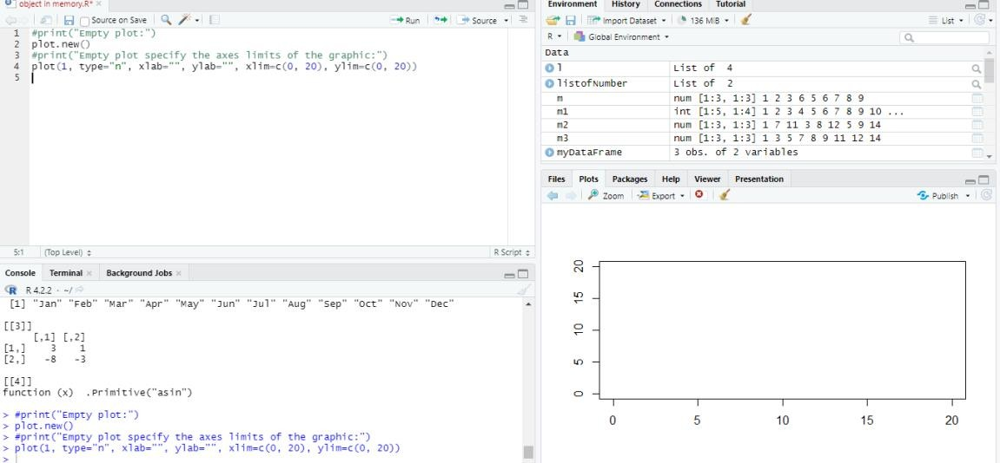 object in memory.R*
Source on Save
Run
Source
1 #print("Empty plot:")
2 plot.new()
3 #print("Empty plot specify the axes limits of the graphic:")
4 plot(1, type="n", xlab="", ylab="", xlim=c(0, 20), ylim=c(0, 20))
5
5:1 (Top Level) R Script
Console Terminal Background Jobs
R 4.2.2 · ~/
[1] "Jan" "Feb" "Mar" "Apr" "May" "Jun" "Jul" "Aug" "Sep" "Oct" "Nov" "Dec"
[[3]]
[,1] [,2]
[1,] 3 1
[2,] -8 -3
[[4]]
function (x) .Primitive("asin")
> #print("Empty plot:")
> plot.new()
> #print("Empty plot specify the axes limits of the graphic:")
> plot(1, type="n", xlab="", ylab="", xlim=c(0, 20), ylim=c(0, 20))
>
Environment History Connections Tutorial
Import Dataset 136 MiB List
R Global Environment
Data
l List of 4
listofNumber List of 2
m num [1:3, 1:3] 1 2 3 6 5 6 7 8 9
m1 int [1:5, 1:4] 1 2 3 4 5 6 7 8 9 10 ...
m2 num [1:3, 1:3] 1 7 11 3 8 12 5 9 14
m3 num [1:3, 1:3] 1 3 5 7 8 9 11 12 14
myDataFrame 3 obs. of 2 variables
Files Plots Packages Help Viewer Presentation
Zoom Export Publish
20
15
10
5
0
0 5 10 15 20